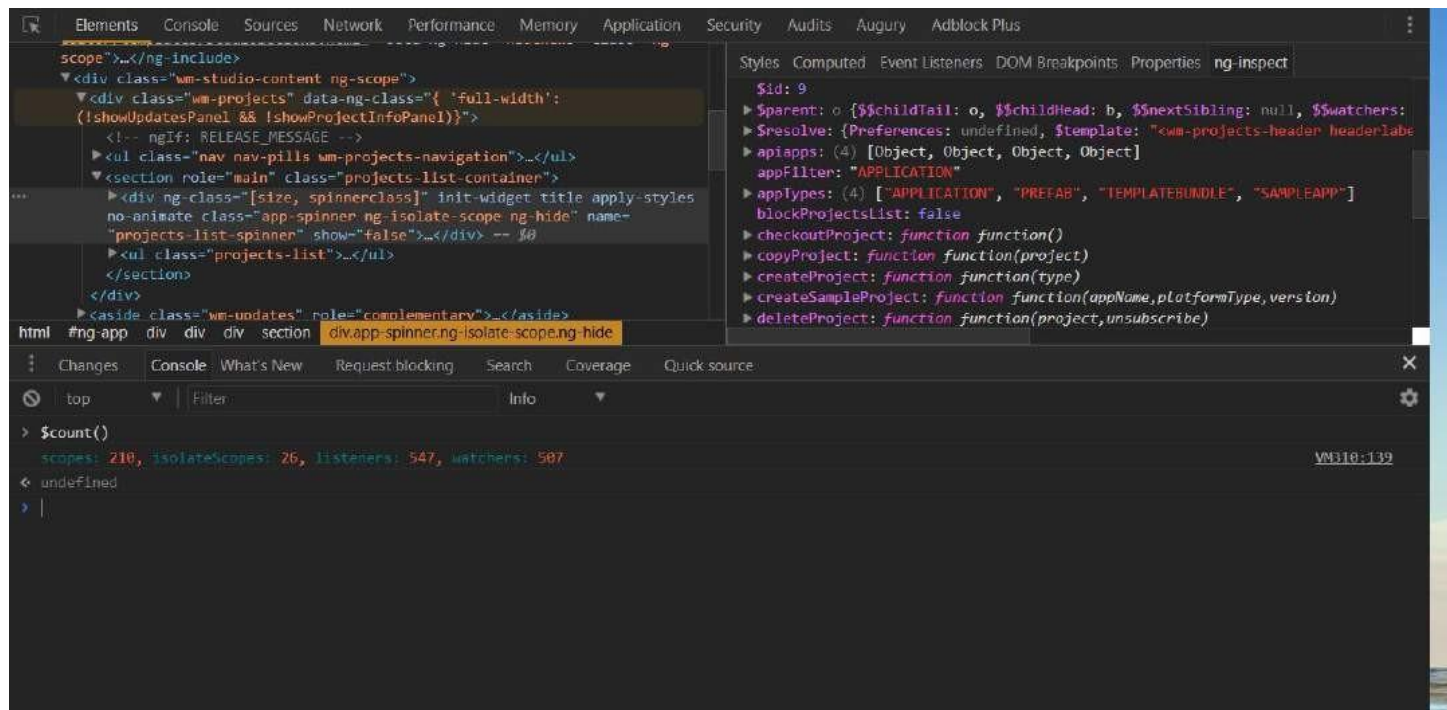 Elements Console Sources Network Performance Memory Application Security Audits Augury Adblock Plus
scope">…</ng-include>
▼<div class="wm-studio-content ng-scope">
▼<div class="wm-projects" data-ng-class="{ 'full-width':
(!showUpdatesPanel && !showProjectInfoPanel)}">
<!-- ngIf: RELEASE_MESSAGE -->
▶<ul class="nav nav-pills wm-projects-navigation">…</ul>
▼<section role="main" class="projects-list-container">
… ▶<div ng-class="[size, spinnerclass]" init-widget title apply-styles
no-animate class="app-spinner ng-isolate-scope ng-hide" name=
"projects-list-spinner" show="false">…</div> == $0
▶<ul class="projects-list">…</ul>
</section>
</div>
▶<aside class="wm-updates" role="complementary">…</aside>
html #ng-app div div div section div.app-spinner.ng-isolate-scope.ng-hide
Styles Computed Event Listeners DOM Breakpoints Properties ng-inspect
$id: 9
▶ $parent: o {$$childTail: o, $$childHead: b, $$nextSibling: null, $$watchers:
▶ $resolve: {Preferences: undefined, $template: "<wm-projects-header headerlabe
▶ apiapps: (4) [Object, Object, Object, Object]
appFilter: "APPLICATION"
▶ appTypes: (4) ["APPLICATION", "PREFAB", "TEMPLATEBUNDLE", "SAMPLEAPP"]
blockProjectsList: false
▶ checkoutProject: function function()
▶ copyProject: function function(project)
▶ createProject: function function(type)
▶ createSampleProject: function function(appName,platformType,version)
▶ deleteProject: function function(project,unsubscribe)
Changes Console What's New Request blocking Search Coverage Quick source
top ▼ Filter Info ▼
> $count()
scopes: 210, isolateScopes: 26, listeners: 547, watchers: 507 VM310:139
undefined
>